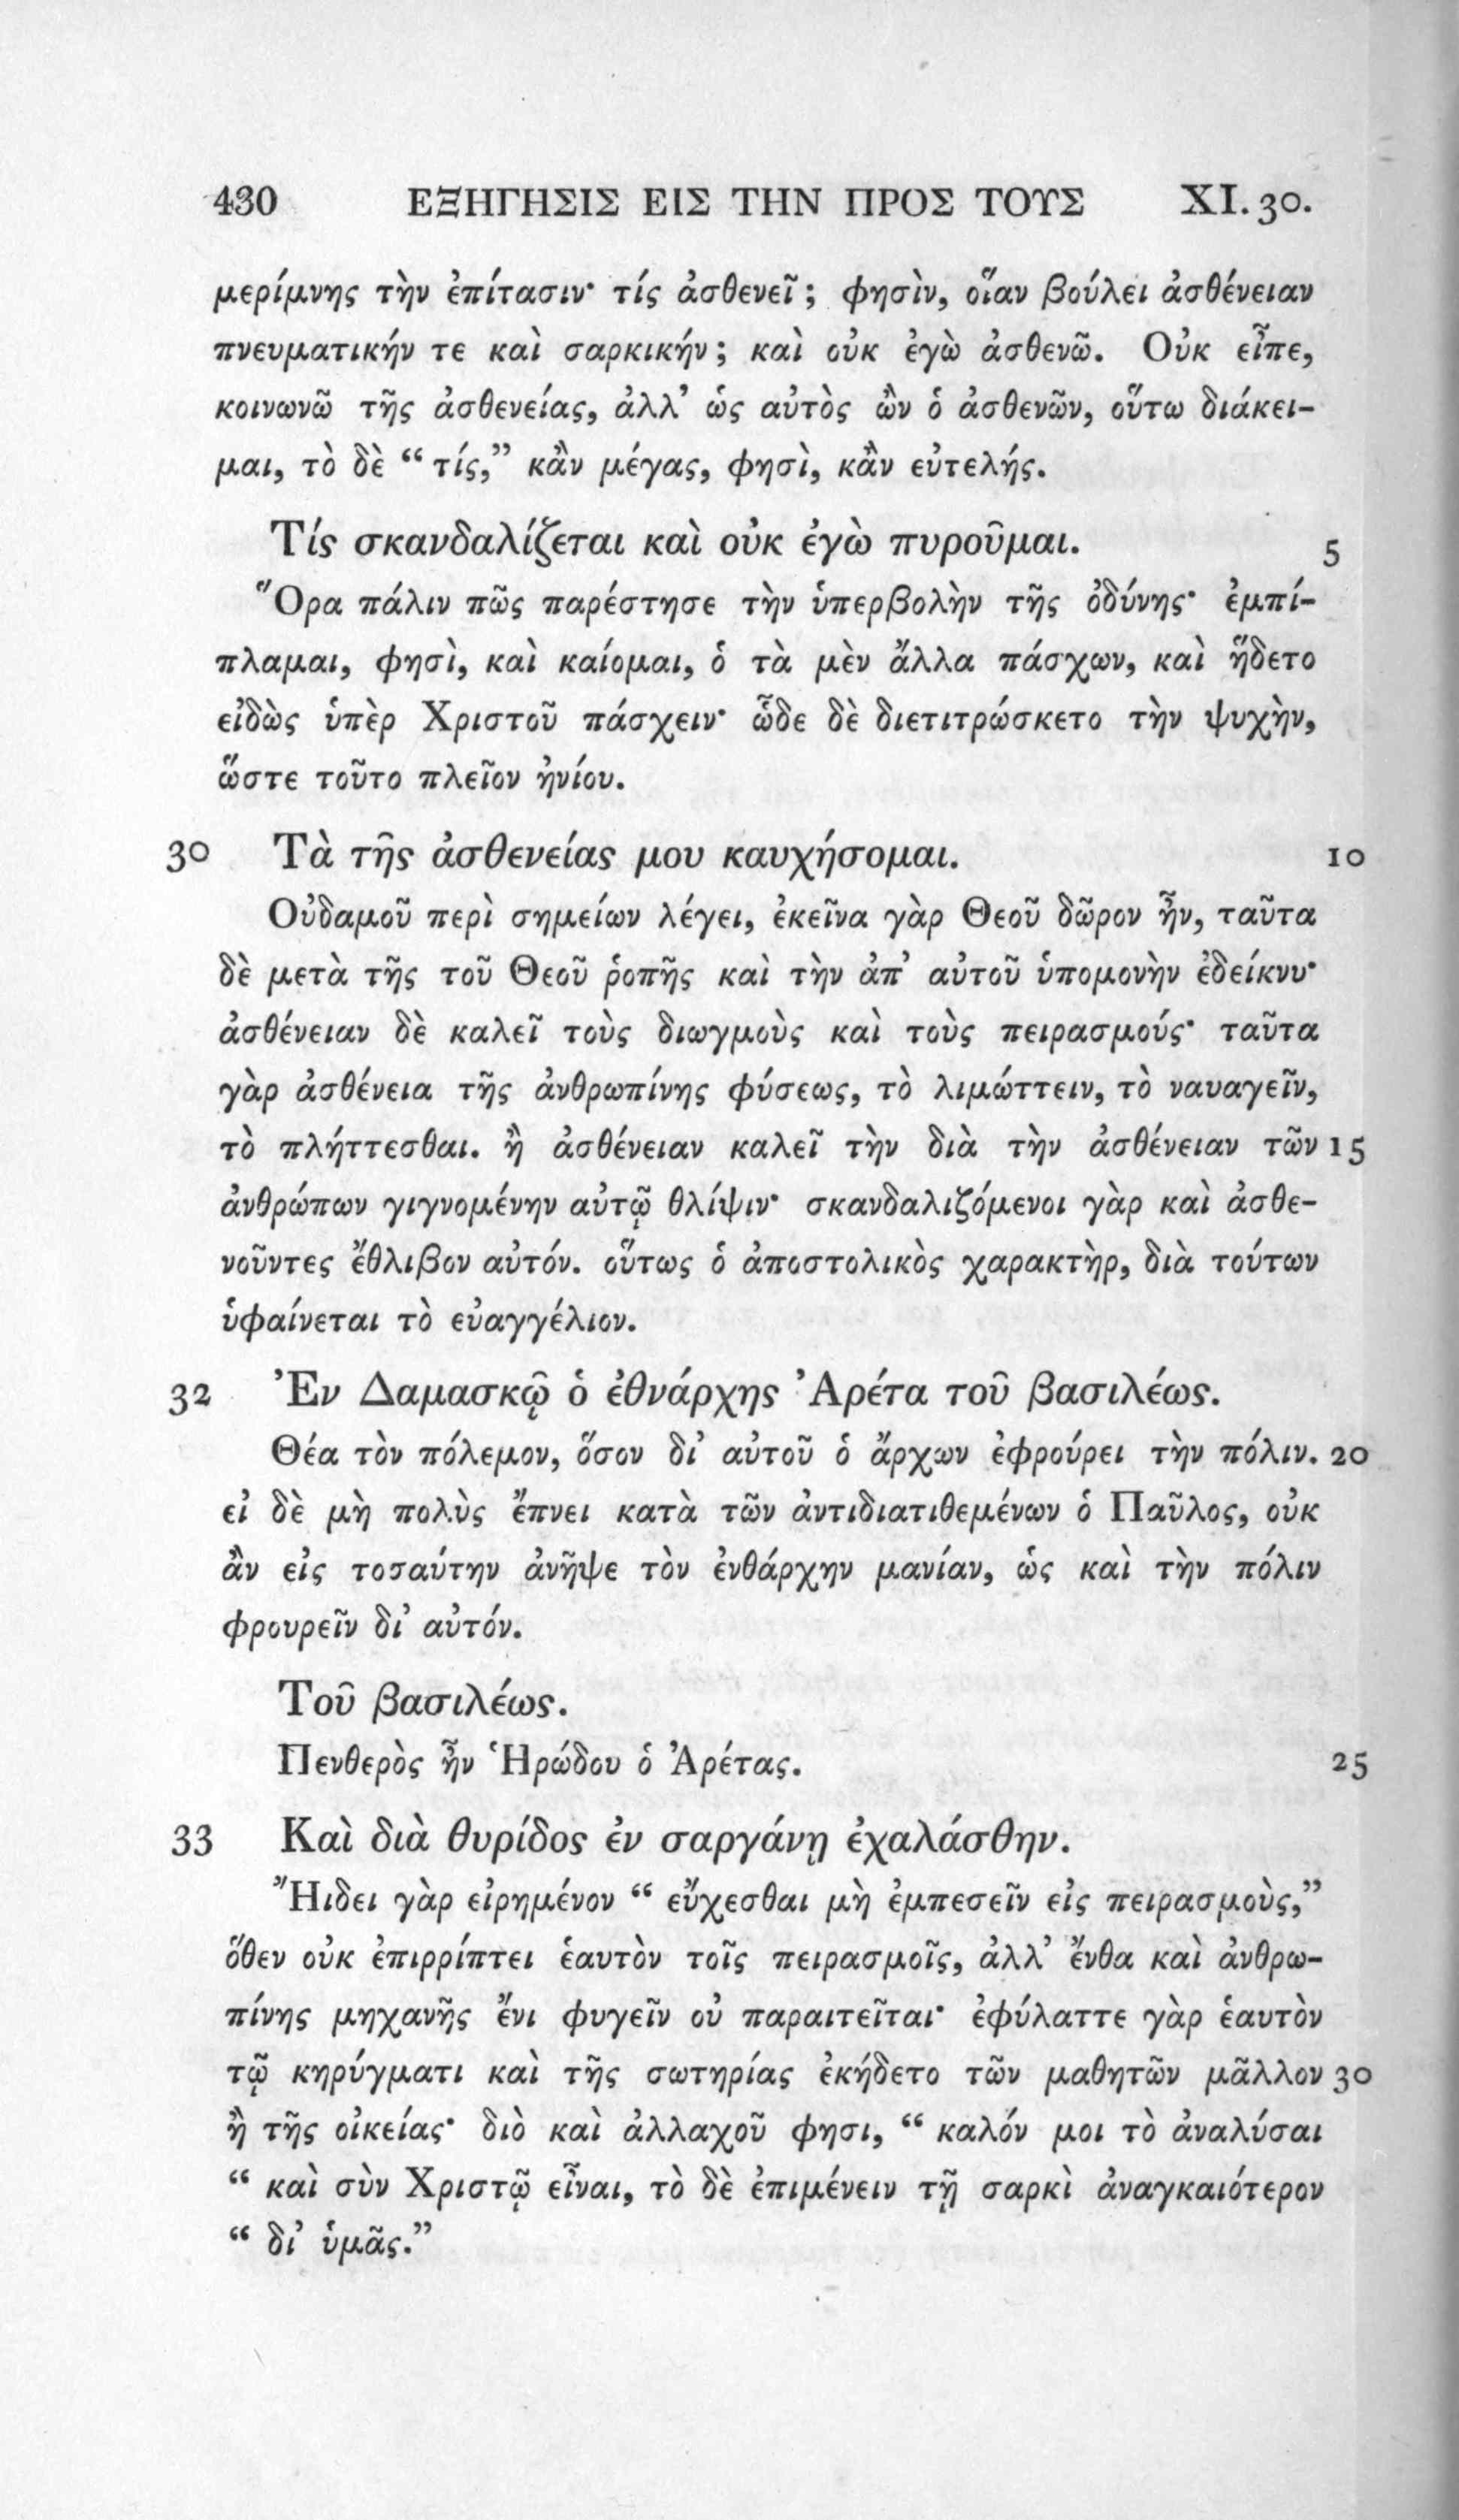 430 ΕΞΗΓΗΣΙΣ ΕΙΣ ΤΗΝ ΠΡΟΣ ΤΟΥΣ XI. 30.
μερίμνης τὴν ἐπίτασιν· τίς ἀσθενεῖ; φησὶν, οἵαν βούλει ἀσθένειαν
πνευματικήν τε καὶ σαρκικήν; καὶ οὐκ ἐγὼ ἀσθενῶ. Οὐκ εἶπε,
κοινωνῶ τῆς ἀσθενείας, ἀλλ’ ὡς αὐτὸς ὢν ὁ ἀσθενῶν, οὕτω διάκει-
μαι, τὸ δὲ “ τίς,” κἂν μέγας, φησὶ, κἂν εὐτελής.
Τίς σκανδαλίζεται καὶ οὐκ ἐγὼ πυροῦμαι. 5
Ὅρα πάλιν πῶς παρέστησε τὴν ὑπερβολὴν τῆς ὀδύνης· ἐμπί-
πλαμαι, φησὶ, καὶ καίομαι, ὁ τὰ μὲν ἄλλα πάσχων, καὶ ἥδετο
εἰδὼς ὑπὲρ Χριστοῦ πάσχειν· ὧδε δὲ διετιτρώσκετο τὴν ψυχὴν,
ὥστε τοῦτο πλεῖον ἠνίου.
30 Τὰ τῆς ἀσθενείας μου καυχήσομαι. 10
Οὐδαμοῦ περὶ σημείων λέγει, ἐκεῖνα γὰρ Θεοῦ δῶρον ἦν, ταῦτα
δὲ μετὰ τῆς τοῦ Θεοῦ ῥοπῆς καὶ τὴν ἀπ’ αὐτοῦ ὑπομονὴν ἐδείκνυ·
ἀσθένειαν δὲ καλεῖ τοὺς διωγμοὺς καὶ τοὺς πειρασμούς· ταῦτα
γὰρ ἀσθένεια τῆς ἀνθρωπίνης φύσεως, τὸ λιμώττειν, τὸ ναυαγεῖν,
τὸ πλήττεσθαι. ἢ ἀσθένειαν καλεῖ τὴν διὰ τὴν ἀσθένειαν τῶν 15
ἀνθρώπων γιγνομένην αὐτῷ θλίψιν· σκανδαλιζόμενοι γὰρ καὶ ἀσθε-
νοῦντες ἔθλιβον αὐτόν. οὕτως ὁ ἀποστολικὸς χαρακτὴρ, διὰ τούτων
ὑφαίνεται τὸ εὐαγγέλιον.
32 Ἐν Δαμασκῷ ὁ ἐθνάρχης Ἀρέτα τοῦ βασιλέως.
Θέα τὸν πόλεμον, ὅσον δι’ αὐτοῦ ὁ ἄρχων ἐφρούρει τὴν πόλιν. 20
εἰ δὲ μὴ πολὺς ἔπνει κατὰ τῶν ἀντιδιατιθεμένων ὁ Παῦλος, οὐκ
ἂν εἰς τοσαύτην ἀνῆψε τὸν ἐνθάρχην μανίαν, ὡς καὶ τὴν πόλιν
φρουρεῖν δι’ αὐτόν.
Τοῦ βασιλέως.
Πενθερὸς ἦν Ἡρώδου ὁ Ἀρέτας. 25
33 Καὶ διὰ θυρίδος ἐν σαργάνῃ ἐχαλάσθην.
Ἤιδει γὰρ εἰρημένον “ εὔχεσθαι μὴ ἐμπεσεῖν εἰς πειρασμοὺς,”
ὅθεν οὐκ ἐπιρρίπτει ἑαυτὸν τοῖς πειρασμοῖς, ἀλλ’ ἔνθα καὶ ἀνθρω-
πίνης μηχανῆς ἔνι φυγεῖν οὐ παραιτεῖται· ἐφύλαττε γὰρ ἑαυτὸν
τῷ κηρύγματι καὶ τῆς σωτηρίας ἐκήδετο τῶν μαθητῶν μᾶλλον 30
ἢ τῆς οἰκείας· διὸ καὶ ἀλλαχοῦ φησι, “ καλόν μοι τὸ ἀναλύσαι
“ καὶ σὺν Χριστῷ εἶναι, τὸ δὲ ἐπιμένειν τῇ σαρκὶ ἀναγκαιότερον
“ δι’ ὑμᾶς.”